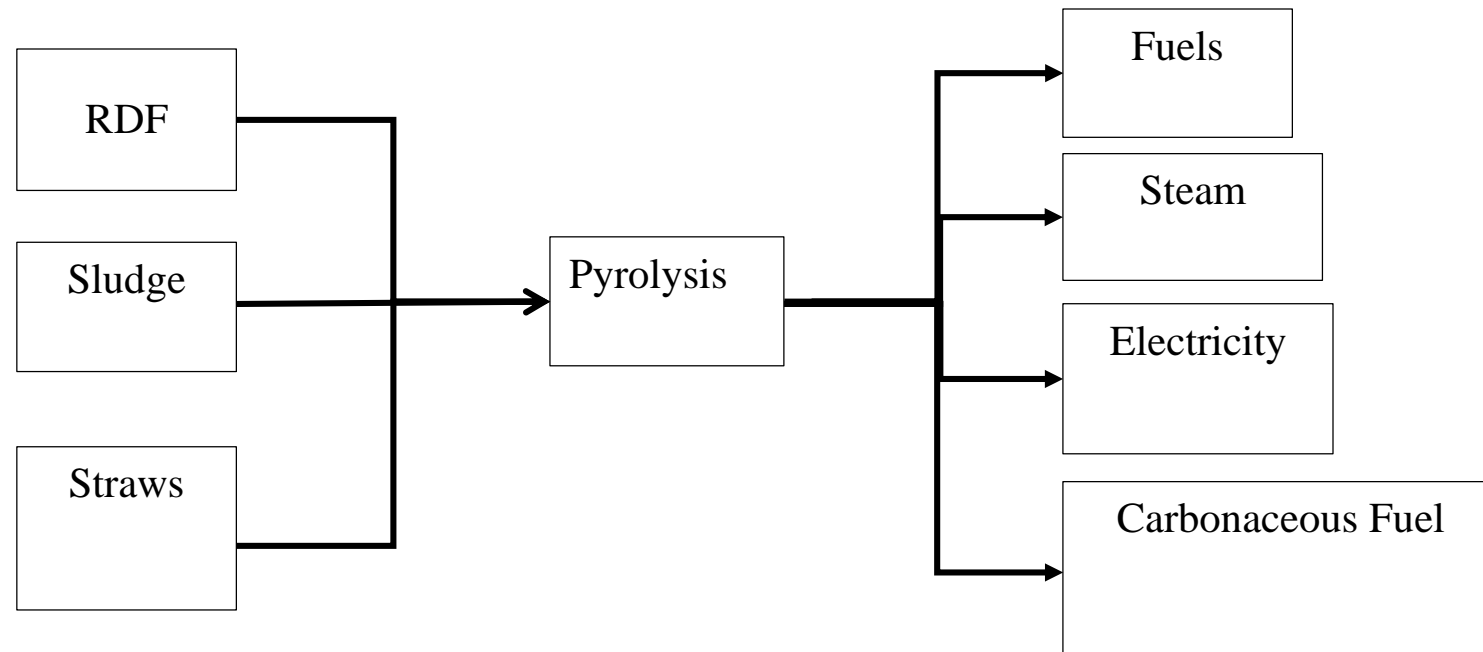 RDF
Sludge
Straws
Pyrolysis
Fuels
Steam
Electricity
Carbonaceous Fuel